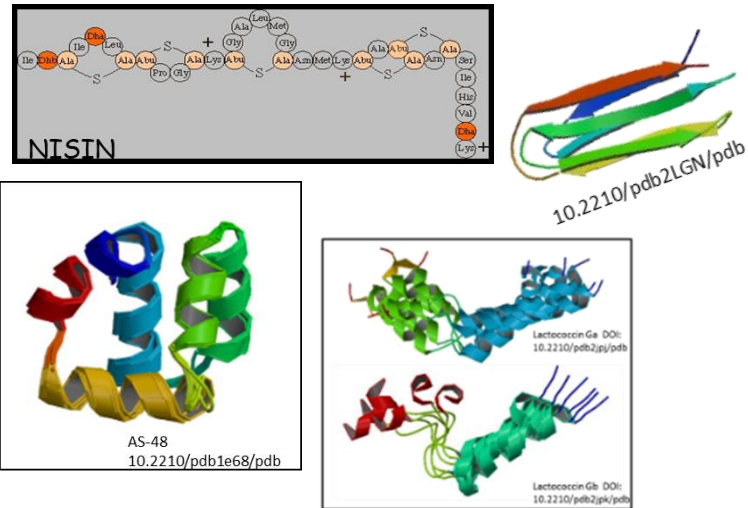 Leu
Ala Met
Dha S + Gly Gly S
Ile Leu Ala Abu Ala
Ile Dhb Ala Ala Abu Ala Lys Abu Ala Asn Met Lys Abu Ala Asn Ser
Pro Gly
S S S + S
Ile
His
Val
Dha
Lys +
NISIN
10.2210/pdb2LGN/pdb
AS-48
10.2210/pdb1e68/pdb
Lactococcin Ga DOI:
10.2210/pdb2jpj/pdb
Lactococcin Gb DOI:
10.2210/pdb2jpk/pdb